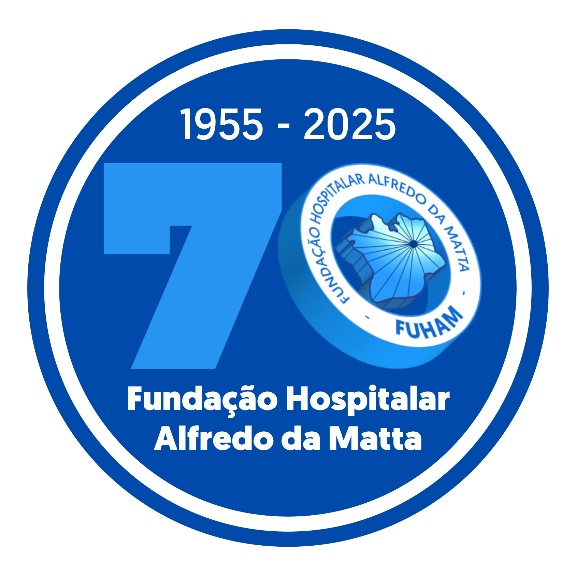 1955 - 2025
70
FUNDAÇÃO HOSPITALAR ALFREDO DA MATTA
- FUHAM -
Fundação Hospitalar
Alfredo da Matta